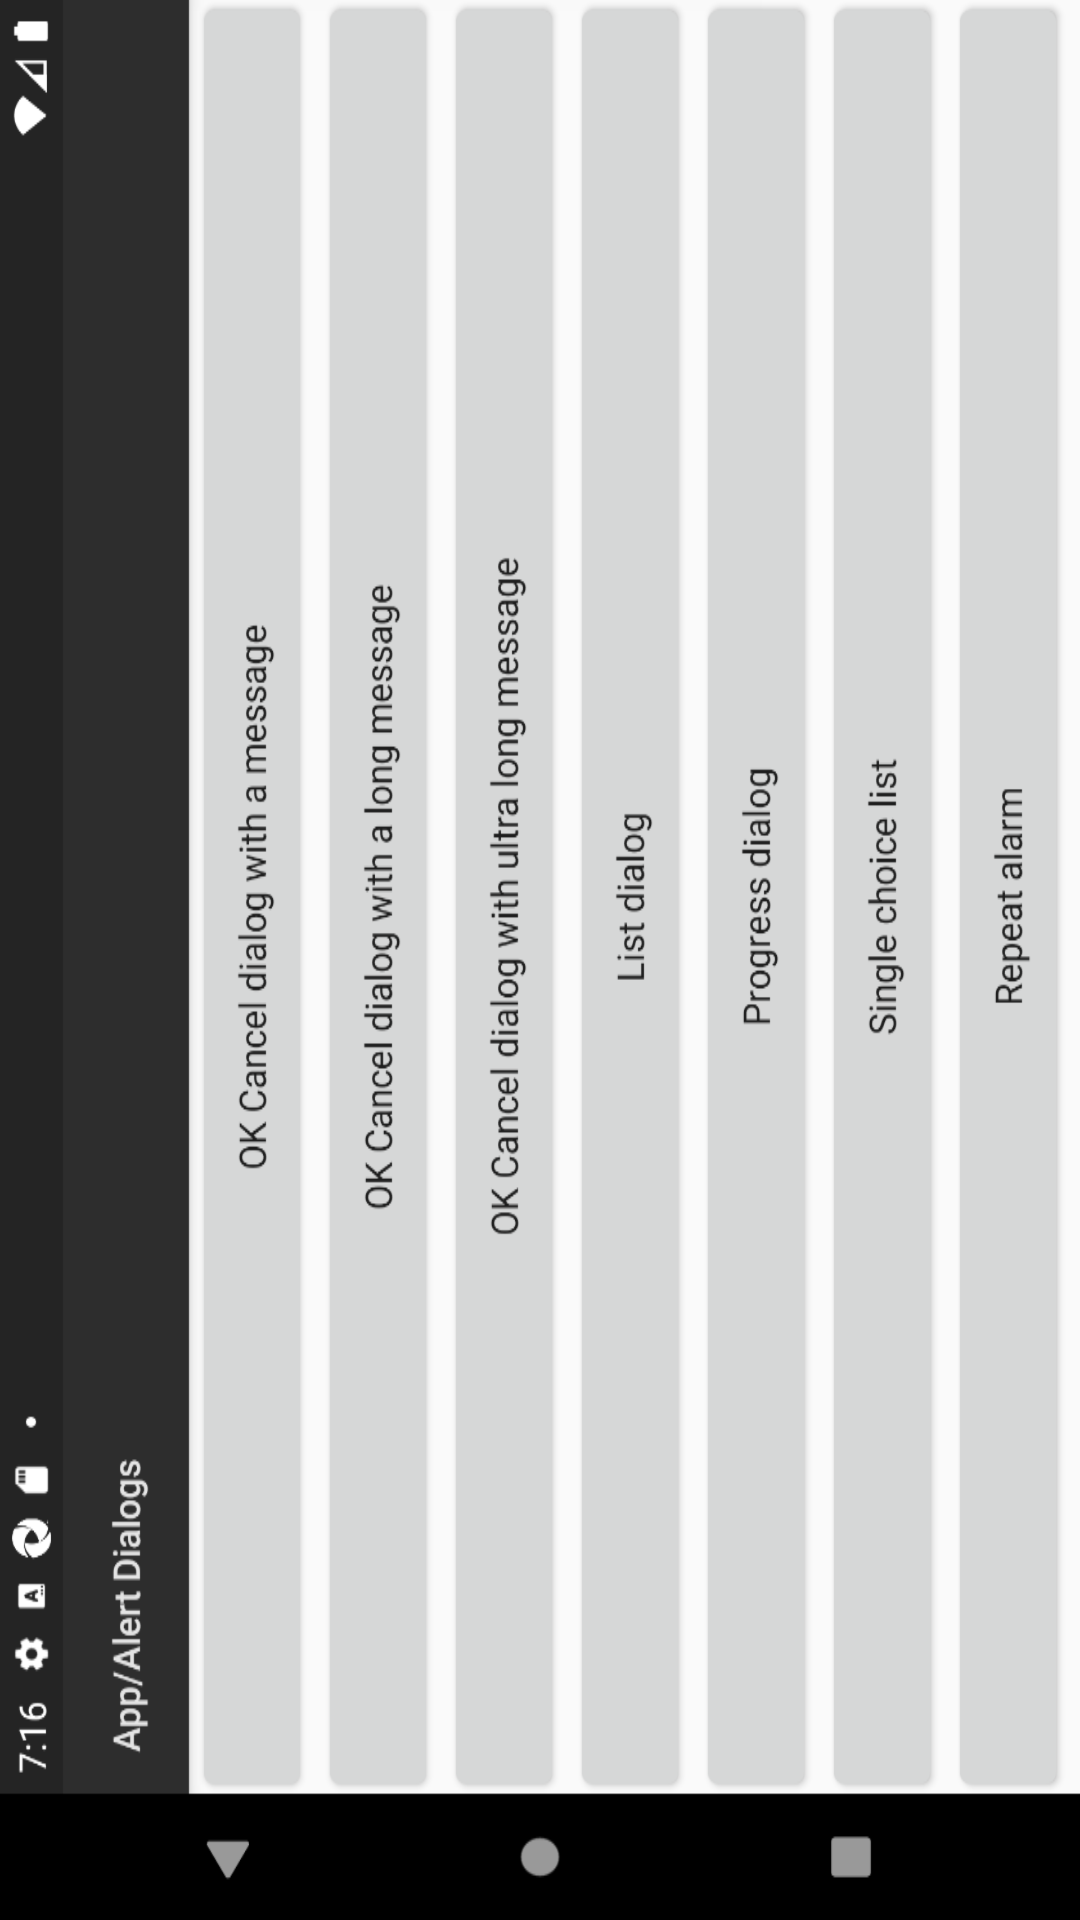 7:16
App/Alert Dialogs
OK Cancel dialog with a message
OK Cancel dialog with a long message
OK Cancel dialog with ultra long message
List dialog
Progress dialog
Single choice list
Repeat alarm